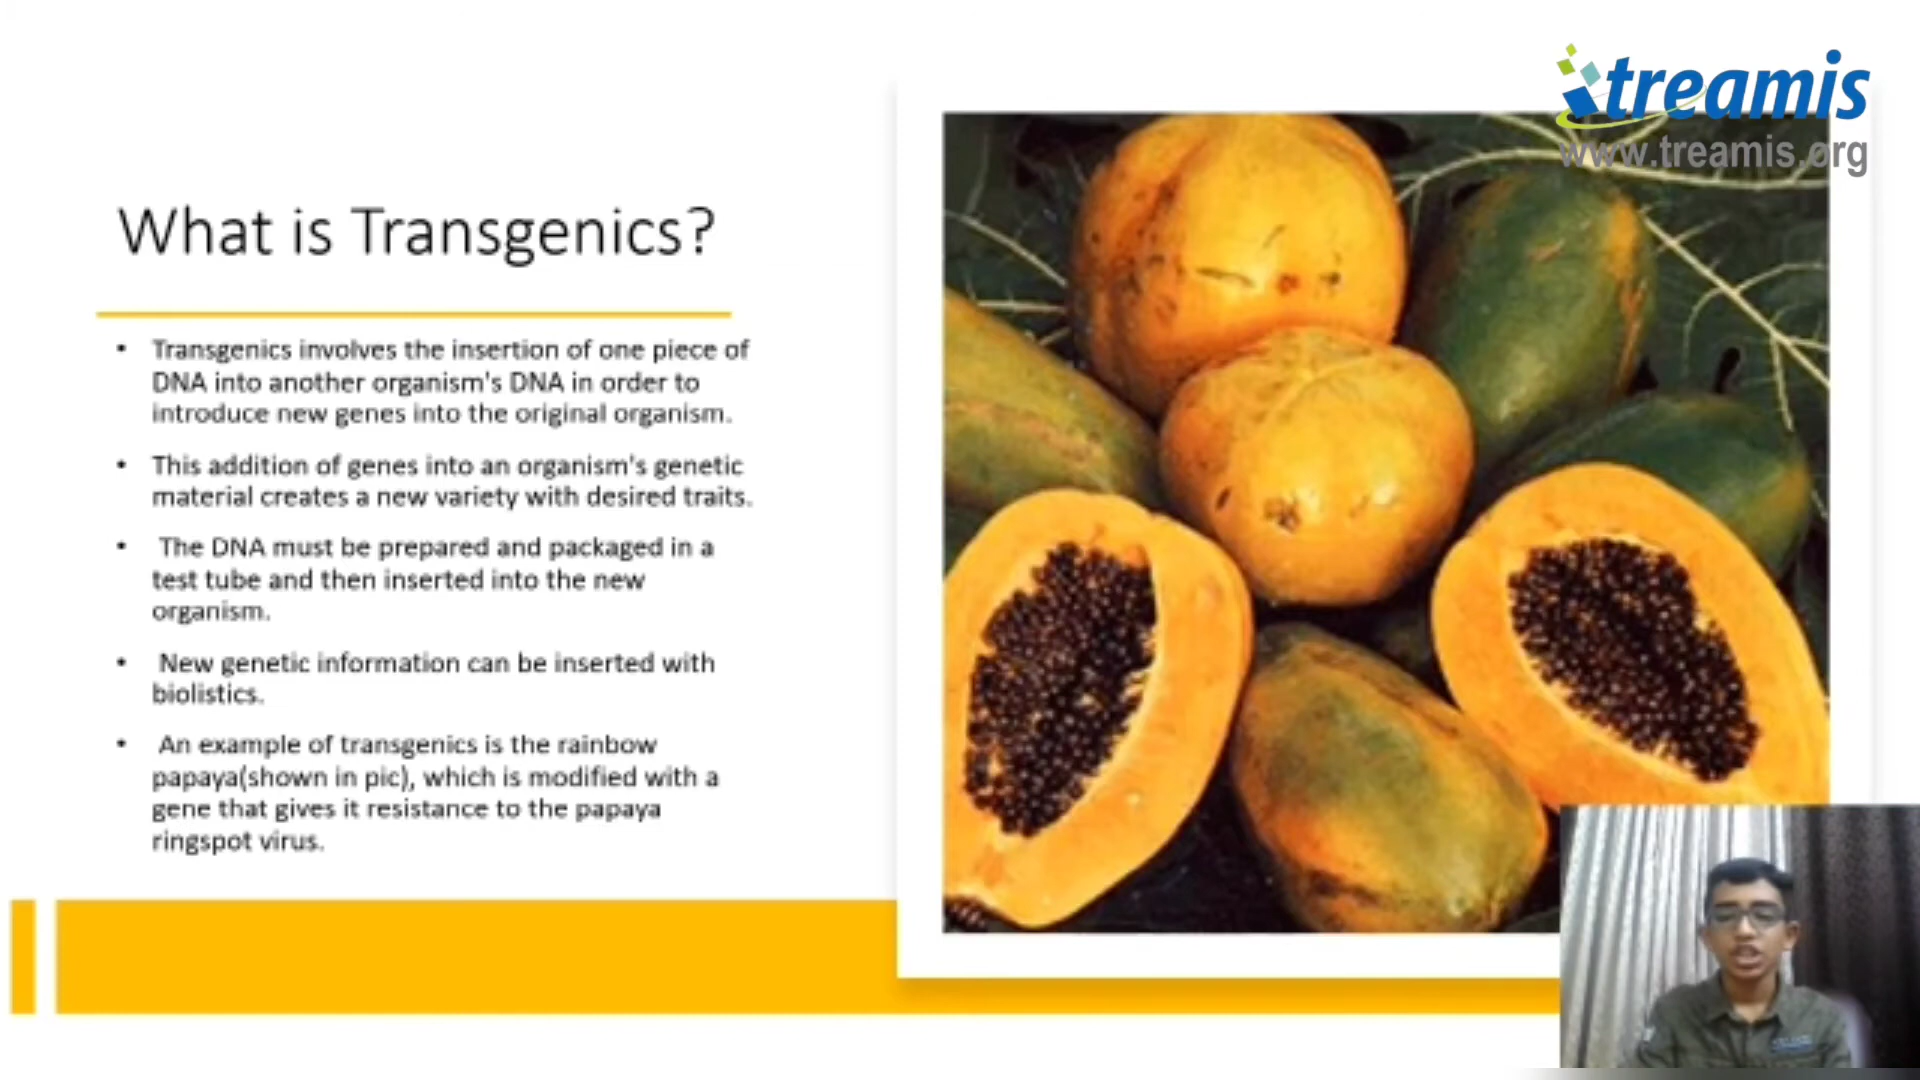 treamis
www.treamis.org
What is Transgenics?
• Transgenics involves the insertion of one piece of
DNA into another organism's DNA in order to
introduce new genes into the original organism.
• This addition of genes into an organism's genetic
material creates a new variety with desired traits.
• The DNA must be prepared and packaged in a
test tube and then inserted into the new
organism.
• New genetic information can be inserted with
biolistics.
• An example of transgenics is the rainbow
papaya(shown in pic), which is modified with a
gene that gives it resistance to the papaya
ringspot virus.